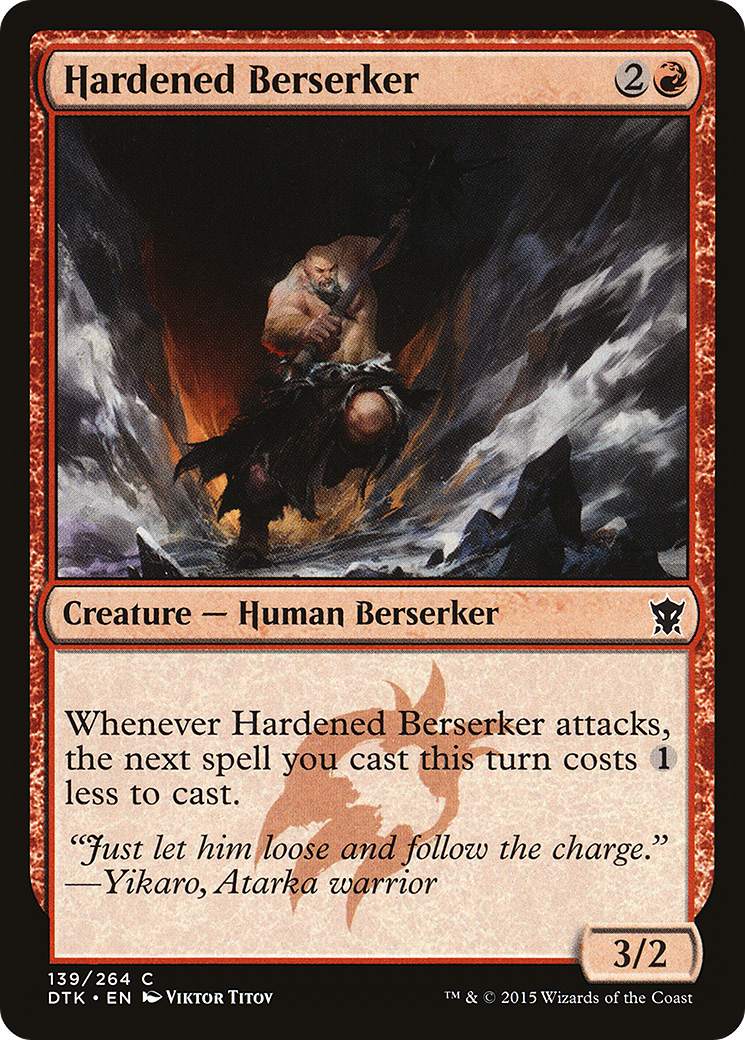 Hardened Berserker 2
Creature — Human Berserker
Whenever Hardened Berserker attacks,
the next spell you cast this turn costs 1
less to cast.
“Just let him loose and follow the charge.”
—Yikaro, Atarka warrior
3/2
139/264 C
DTK • EN Viktor Titov
™ & © 2015 Wizards of the Coast